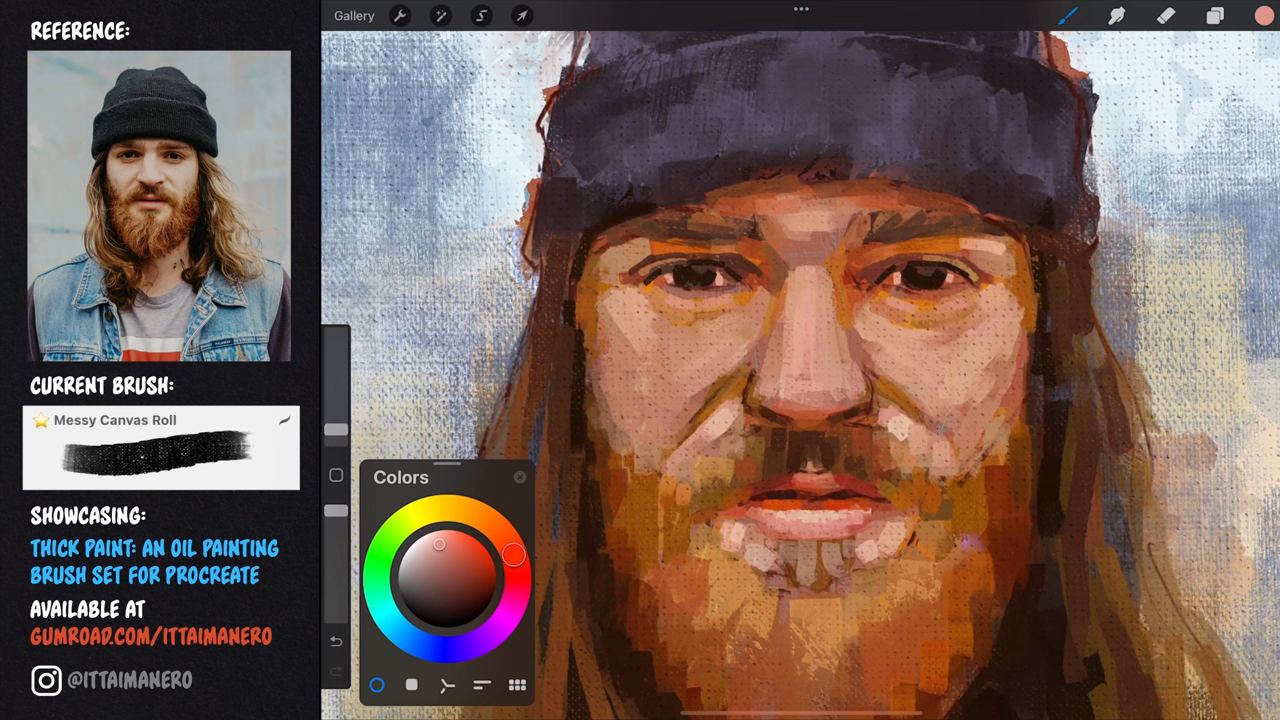 REFERENCE:
Gallery
CURRENT BRUSH:
Messy Canvas Roll
Colors
SHOWCASING:
THICK PAINT: AN OIL PAINTING
BRUSH SET FOR PROCREATE
AVAILABLE AT
GUMROAD.COM/ITTAIMANERO
@ITTAIMANERO